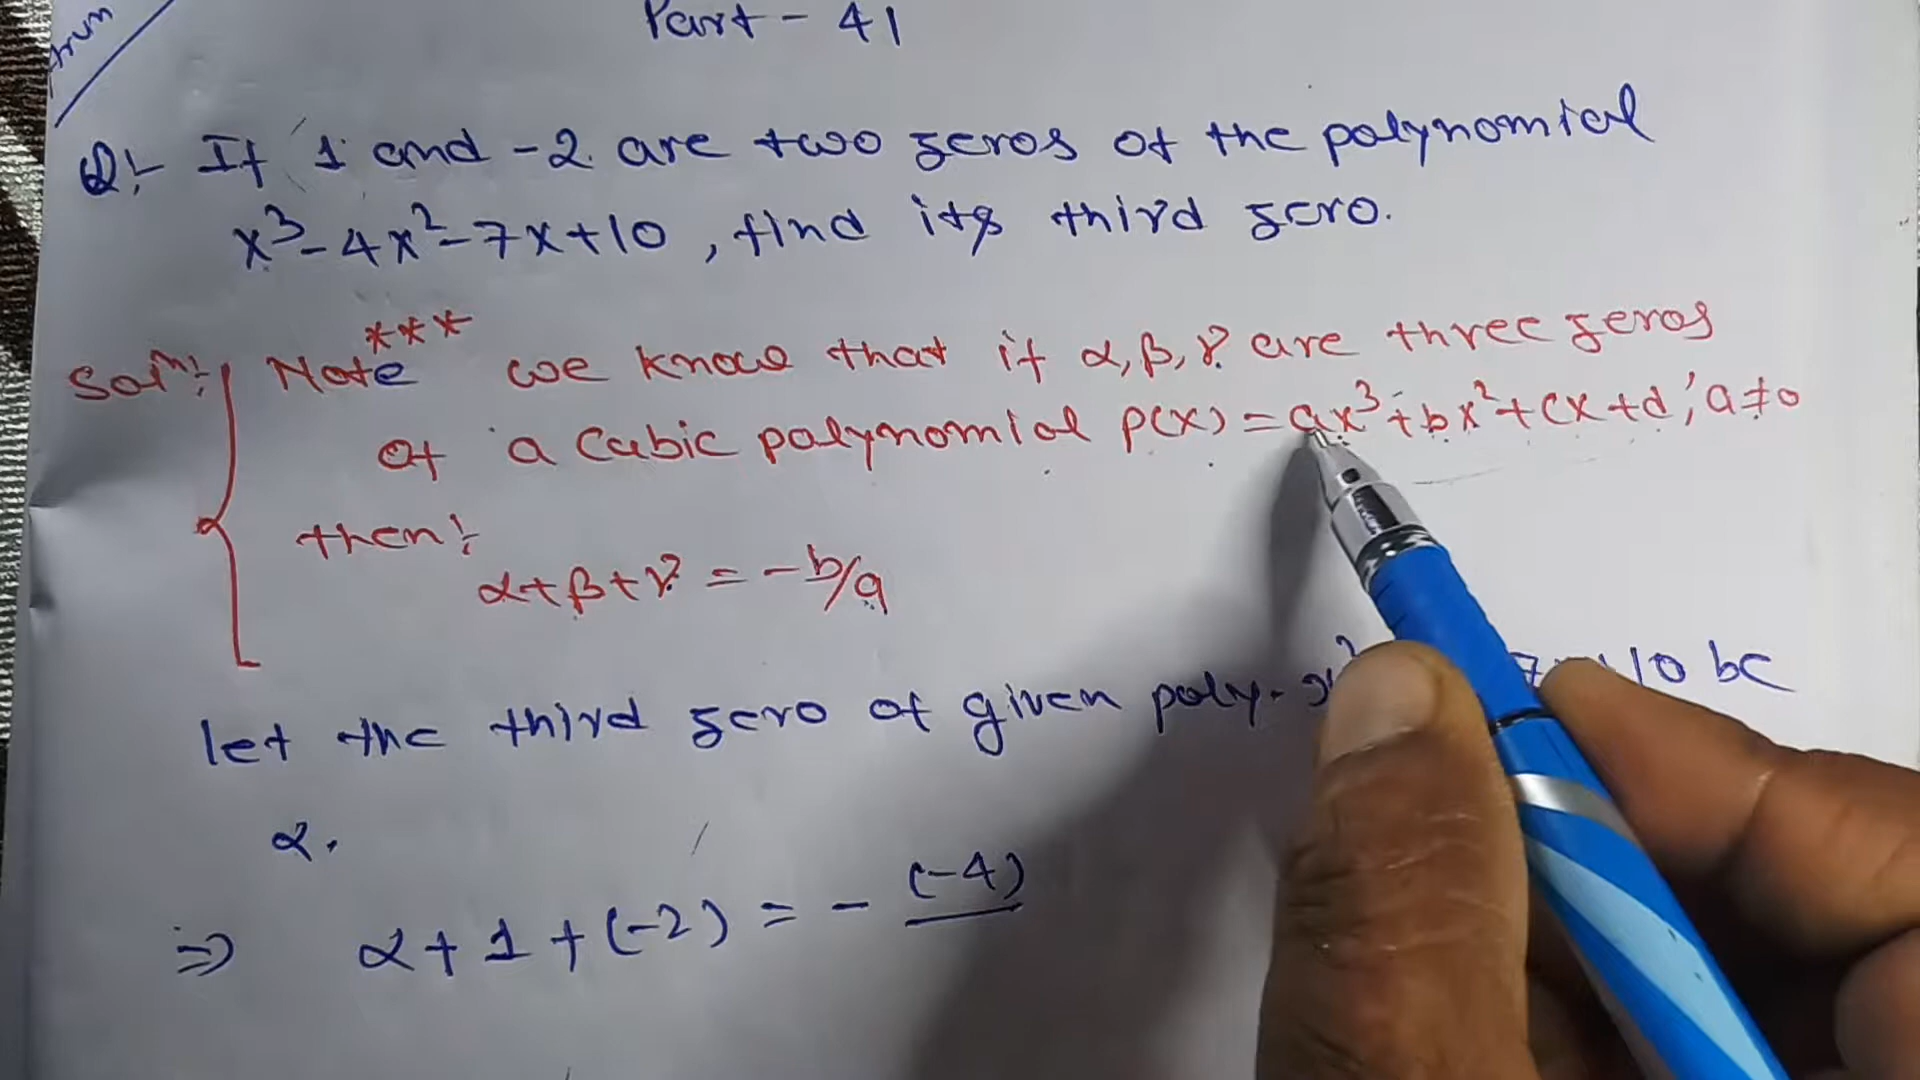 Part - 41
Q:- If 1 and -2 are two zeros of the polynomial
x³-4x²-7x+10, find its third zero.
Solⁿ:- Note *** we know that if α, β, γ are three zeros
of a cubic polynomial p(x) = ax³+bx²+cx+d, a≠0
then:-
α+β+γ = -b/a
let the third zero of given poly. 10 be
α.
⇒ α+1+(-2) = - (-4)